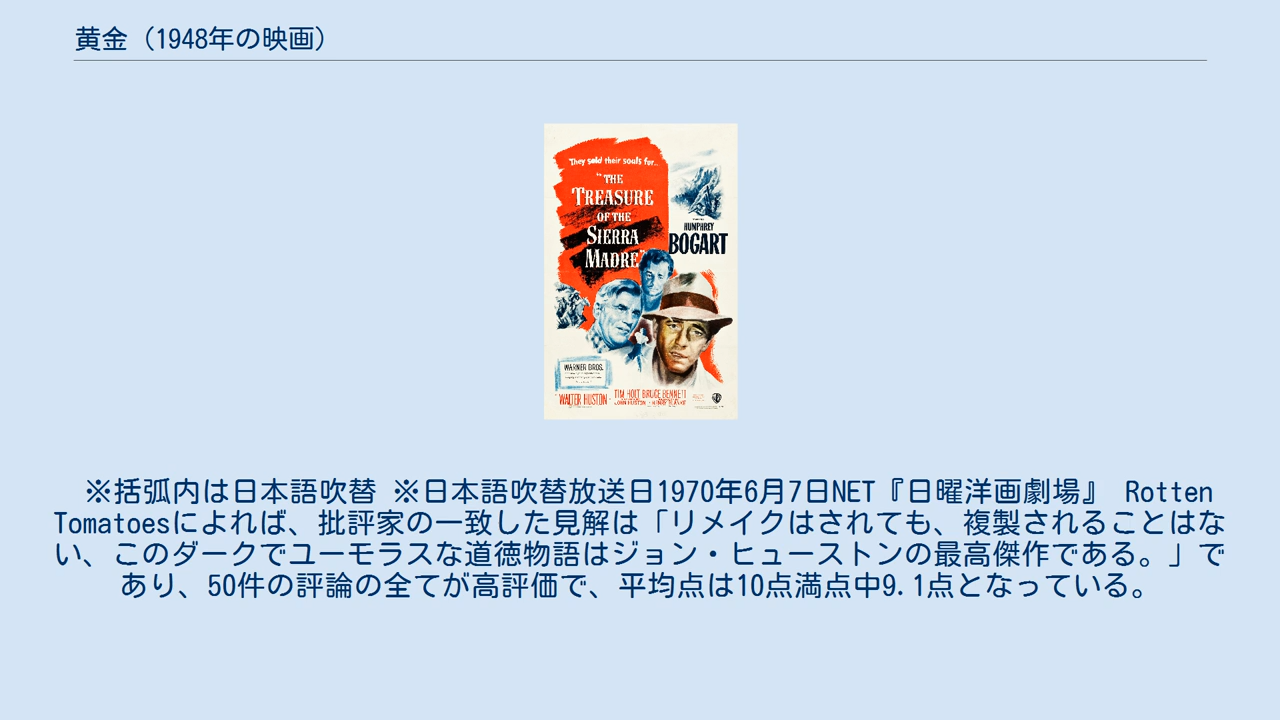 黄金（1948年の映画）
They sold their souls for...
"THE
TREASURE
OF THE
SIERRA
MADRE"
HUMPHREY
BOGART
WARNER BROS.
WALTER HUSTON
TIM HOLT BRUCE BENNETT
JOHN HUSTON
※括弧内は日本語吹替 ※日本語吹替放送日1970年6月7日NET『日曜洋画劇場』 Rotten
Tomatoesによれば、批評家の一致した見解は「リメイクはされても、複製されることはな
い、このダークでユーモラスな道徳物語はジョン・ヒューストンの最高傑作である。」で
あり、50件の評論の全てが高評価で、平均点は10点満点中9.1点となっている。